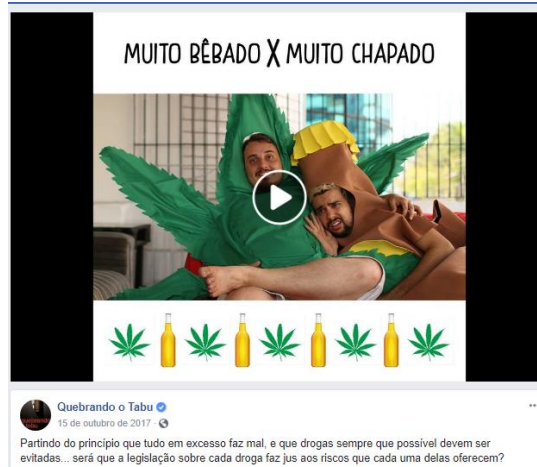 MUITO BÊBADO X MUITO CHAPADO
Quebrando o Tabu
15 de outubro de 2017 ·
Partindo do princípio que tudo em excesso faz mal, e que drogas sempre que possível devem ser
evitadas... será que a legislação sobre cada droga faz jus aos riscos que cada uma delas oferecem?